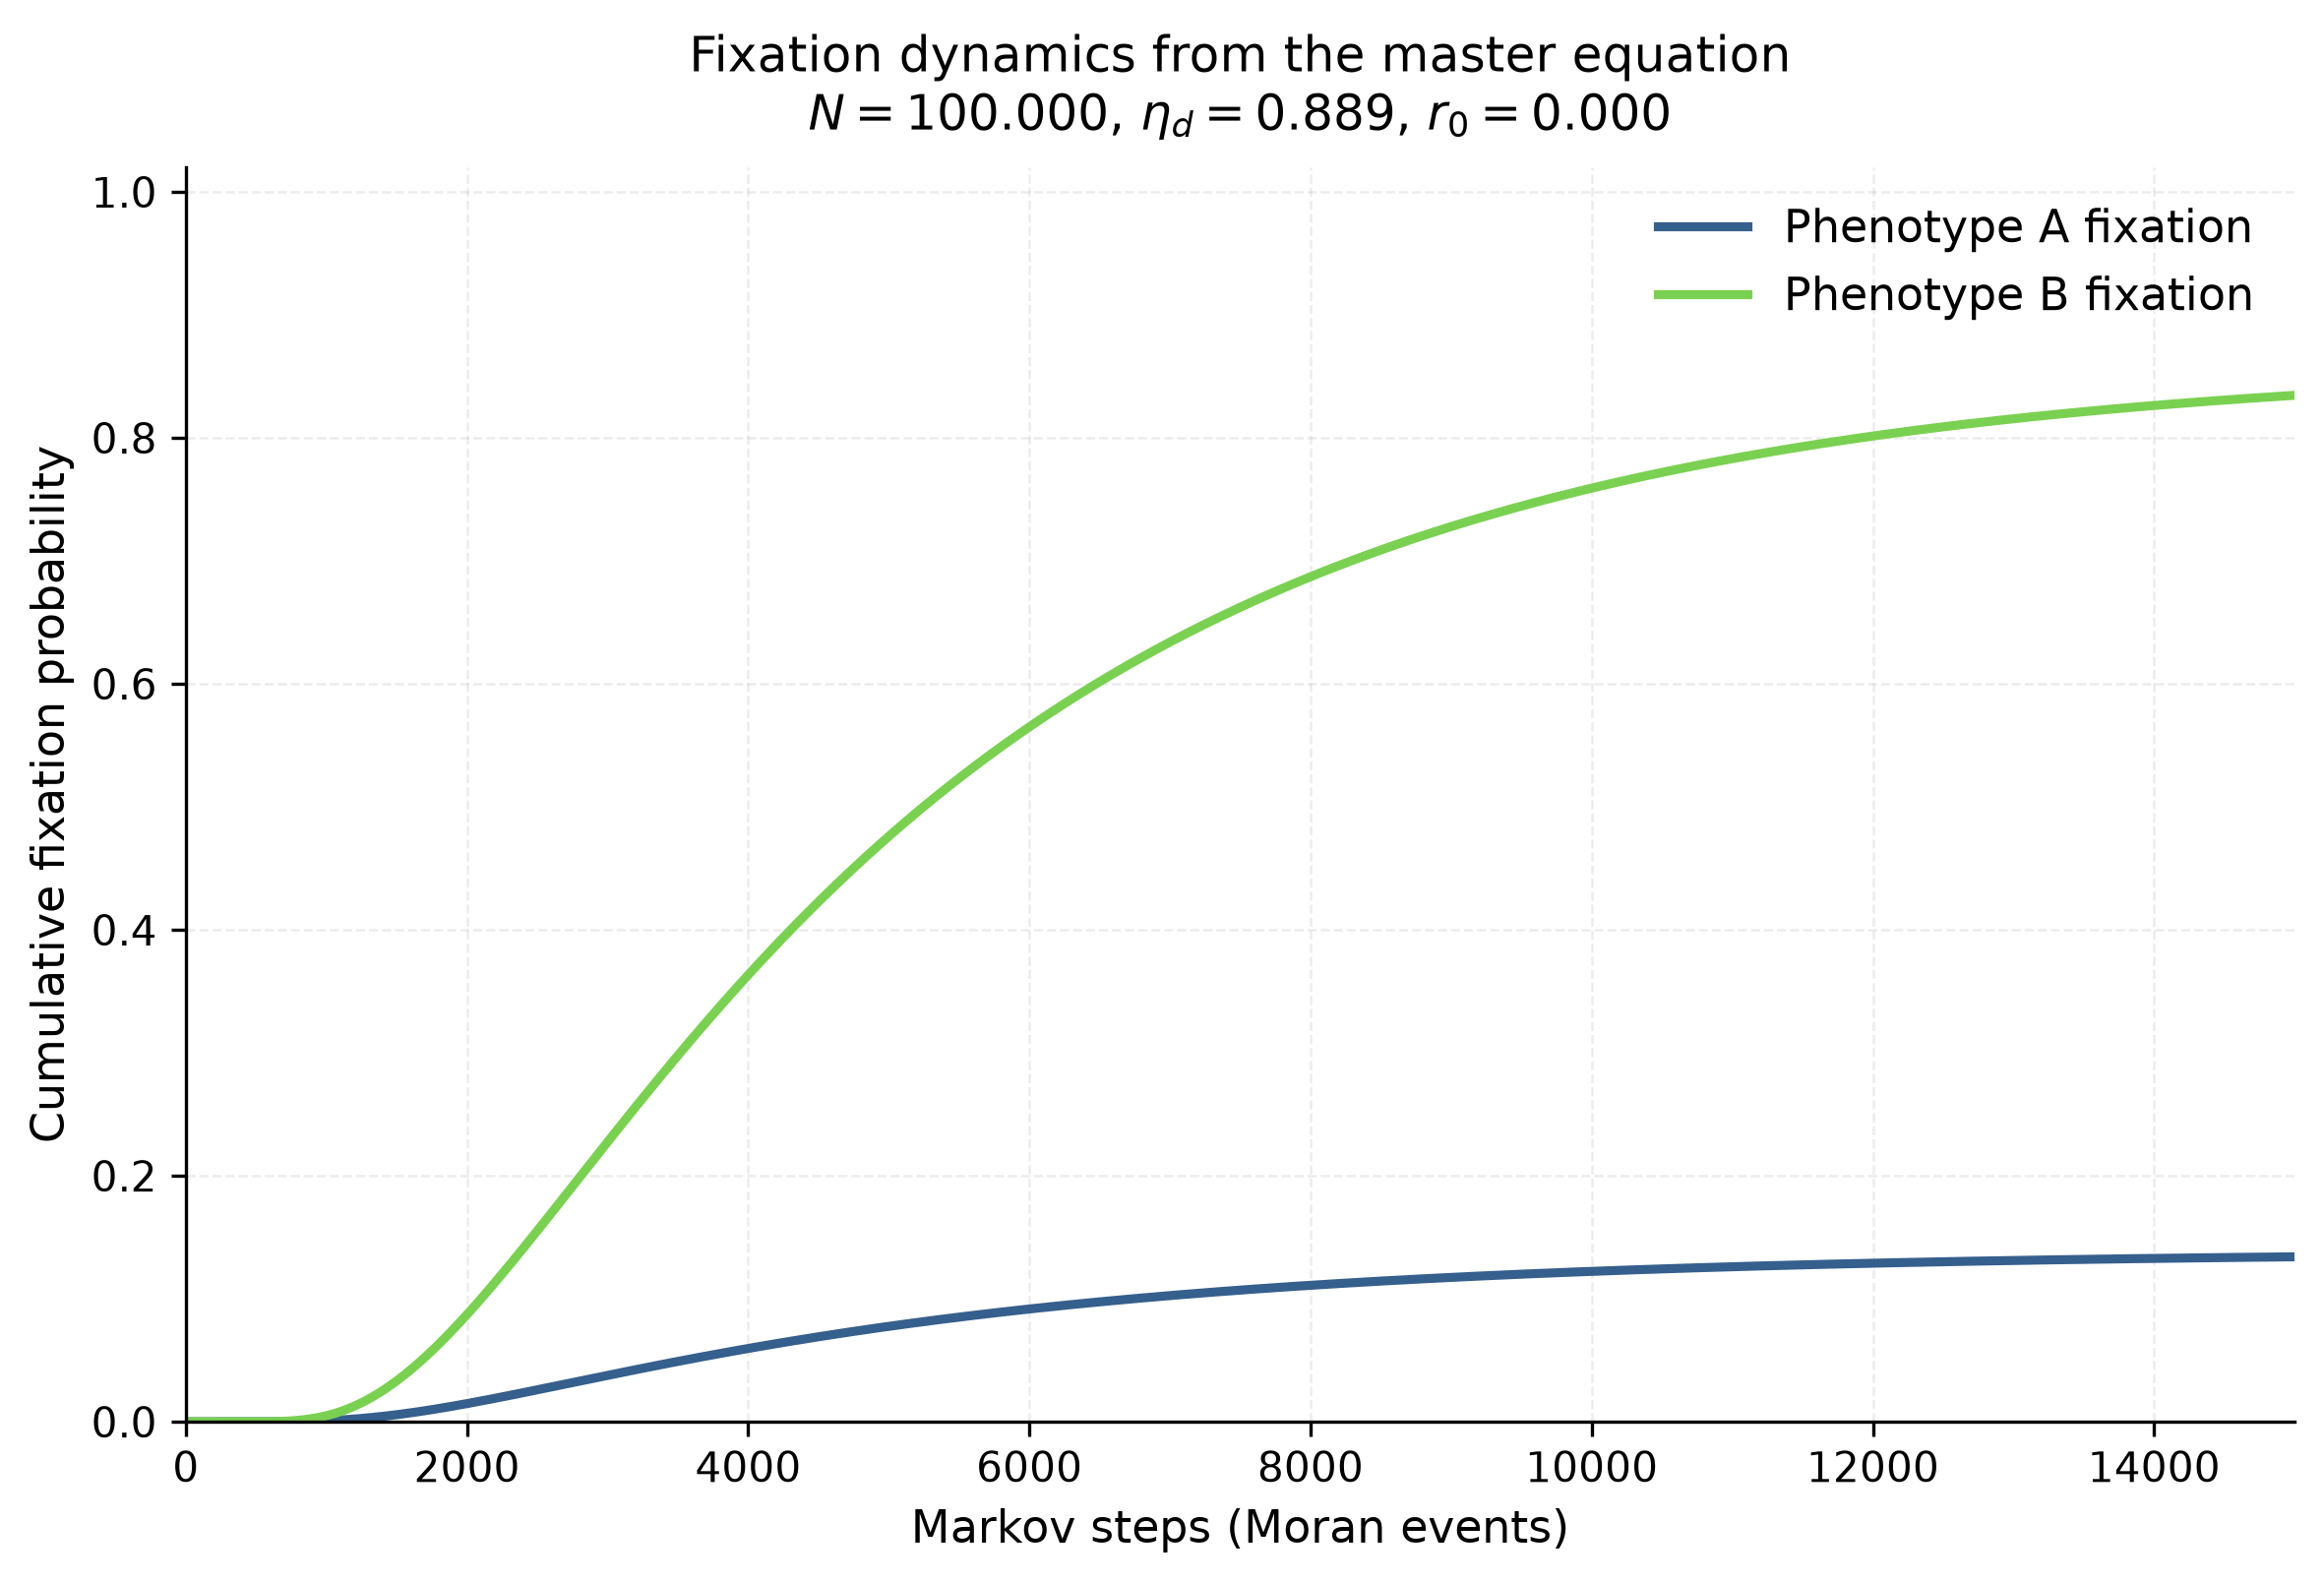 Fixation dynamics from the master equation
N = 100.000, η_d = 0.889, r_0 = 0.000
Phenotype A fixation
Phenotype B fixation
Cumulative fixation probability
1.0
0.8
0.6
0.4
0.2
0.0
0 2000 4000 6000 8000 10000 12000 14000
Markov steps (Moran events)